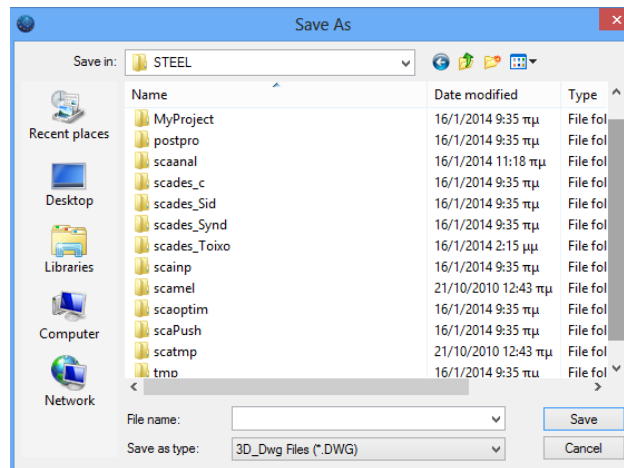 Save As
Save in: STEEL
Name Date modified Type
MyProject 16/1/2014 9:35 πμ File fol
postpro 16/1/2014 9:35 πμ File fol
scaanal 16/1/2014 11:18 πμ File fol
scades_c 16/1/2014 9:35 πμ File fol
scades_Sid 16/1/2014 9:35 πμ File fol
scades_Synd 16/1/2014 9:35 πμ File fol
scades_Toixo 16/1/2014 2:15 μμ File fol
scainp 16/1/2014 9:35 πμ File fol
scamel 21/10/2010 12:43 πμ File fol
scaoptim 16/1/2014 9:35 πμ File fol
scaPush 16/1/2014 9:35 πμ File fol
scatmp 21/10/2010 12:43 πμ File fol
tmp 16/1/2014 9:35 πμ File fol
Recent places
Desktop
Libraries
Computer
Network
File name:
Save
Save as type: 3D_Dwg Files (*.DWG)
Cancel